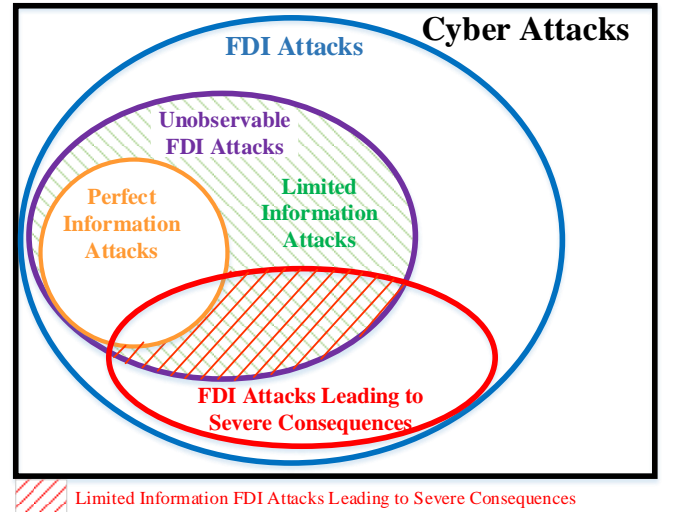 Cyber Attacks
FDI Attacks
Unobservable
FDI Attacks
Limited
Information
Attacks
Perfect
Information
Attacks
FDI Attacks Leading to
Severe Consequences
Limited Information FDI Attacks Leading to Severe Consequences